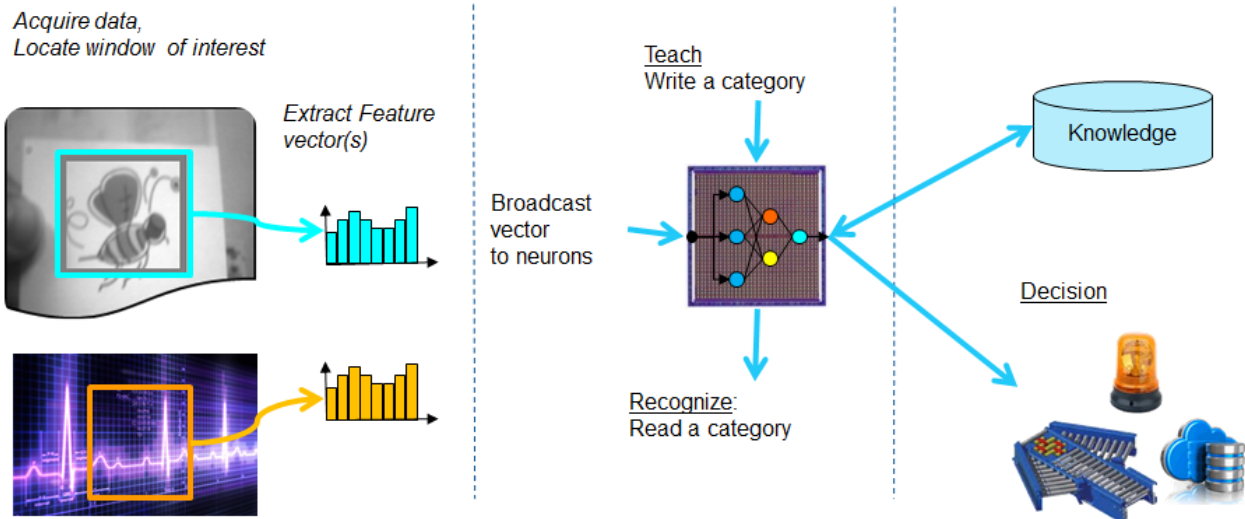 Acquire data,
Locate window of interest
Extract Feature
vector(s)
Broadcast
vector
to neurons
Teach
Write a category
Recognize:
Read a category
Knowledge
Decision